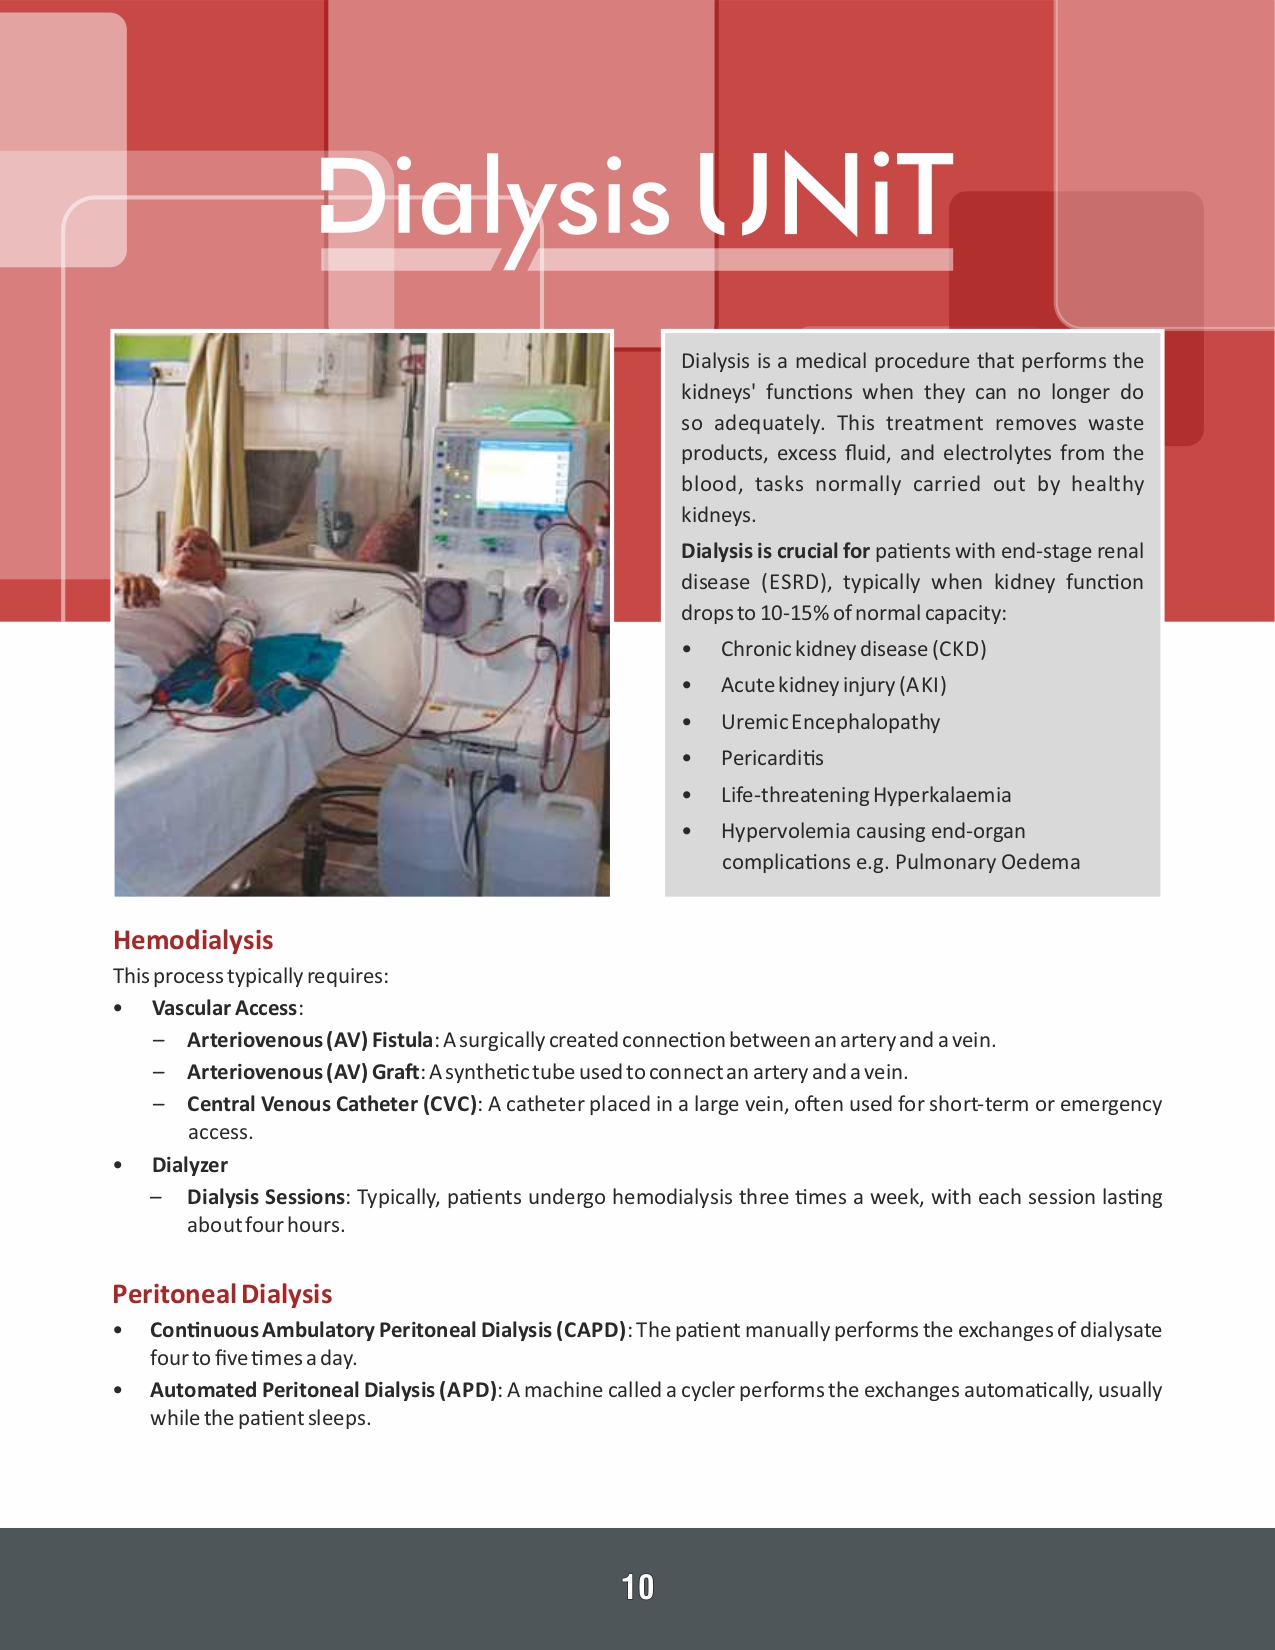 Dialysis UNiT
Dialysis is a medical procedure that performs the
kidneys' functions when they can no longer do
so adequately. This treatment removes waste
products, excess fluid, and electrolytes from the
blood, tasks normally carried out by healthy
kidneys.
Dialysis is crucial for patients with end-stage renal
disease (ESRD), typically when kidney function
drops to 10-15% of normal capacity:
• Chronic kidney disease (CKD)
• Acute kidney injury (AKI)
• Uremic Encephalopathy
• Pericarditis
• Life-threatening Hyperkalaemia
• Hypervolemia causing end-organ
complications e.g. Pulmonary Oedema
Hemodialysis
This process typically requires:
• Vascular Access:
– Arteriovenous (AV) Fistula: A surgically created connection between an artery and a vein.
– Arteriovenous (AV) Graft: A synthetic tube used to connect an artery and a vein.
– Central Venous Catheter (CVC): A catheter placed in a large vein, often used for short-term or emergency
access.
• Dialyzer
– Dialysis Sessions: Typically, patients undergo hemodialysis three times a week, with each session lasting
about four hours.
Peritoneal Dialysis
• Continuous Ambulatory Peritoneal Dialysis (CAPD): The patient manually performs the exchanges of dialysate
four to five times a day.
• Automated Peritoneal Dialysis (APD): A machine called a cycler performs the exchanges automatically, usually
while the patient sleeps.
10